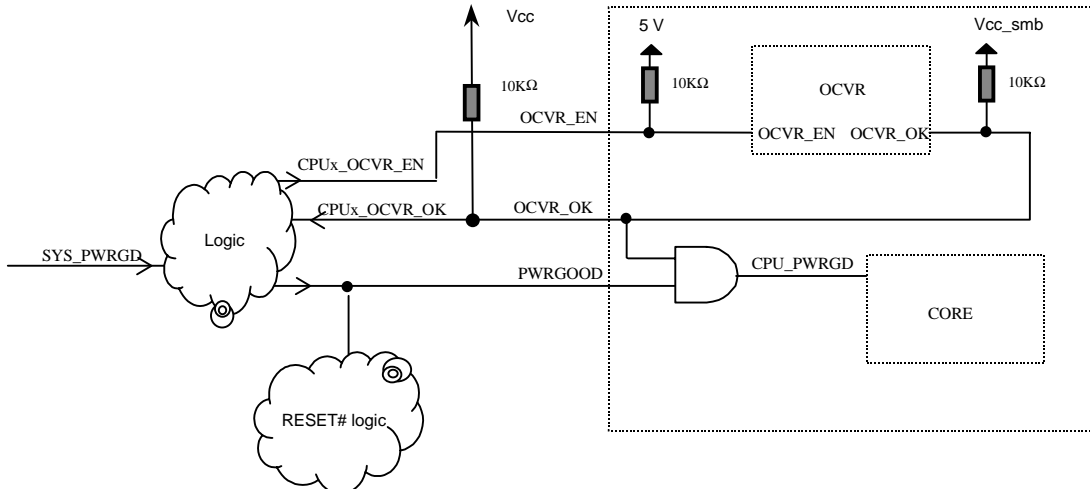 Vcc
5 V
Vcc_smb
10KΩ
10KΩ
10KΩ
OCVR
OCVR_EN
OCVR_EN
OCVR_OK
CPUx_OCVR_EN
CPUx_OCVR_OK
OCVR_OK
Logic
SYS_PWRGD
PWRGOOD
CPU_PWRGD
CORE
RESET# logic